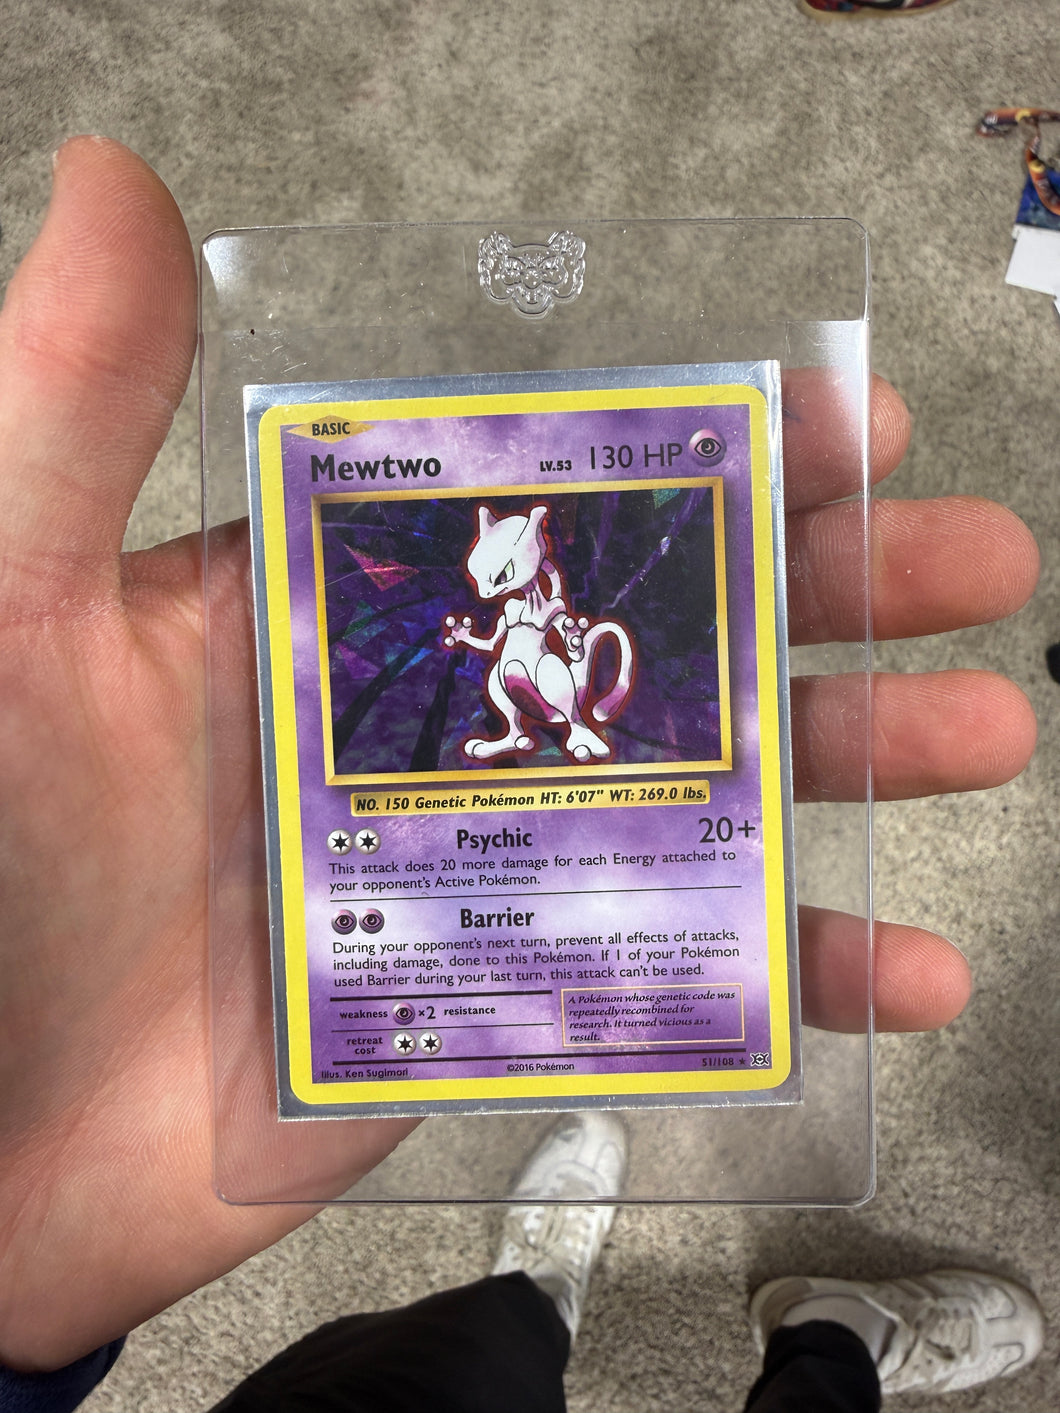 BASIC
Mewtwo LV.53 130 HP
NO. 150 Genetic Pokémon HT: 6'07" WT: 269.0 lbs.
Psychic 20+
This attack does 20 more damage for each Energy attached to
your opponent's Active Pokémon.
Barrier
During your opponent's next turn, prevent all effects of attacks,
including damage, done to this Pokémon. If 1 of your Pokémon
used Barrier during your last turn, this attack can't be used.
weakness ×2 resistance
retreat
cost
A Pokémon whose genetic code was
repeatedly recombined for
research. It turned vicious as a
result.
Illus. Ken Sugimori
©2016 Pokémon
51/108 ★